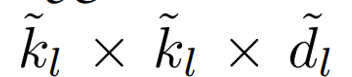 k̃_l × k̃_l × d̃_l